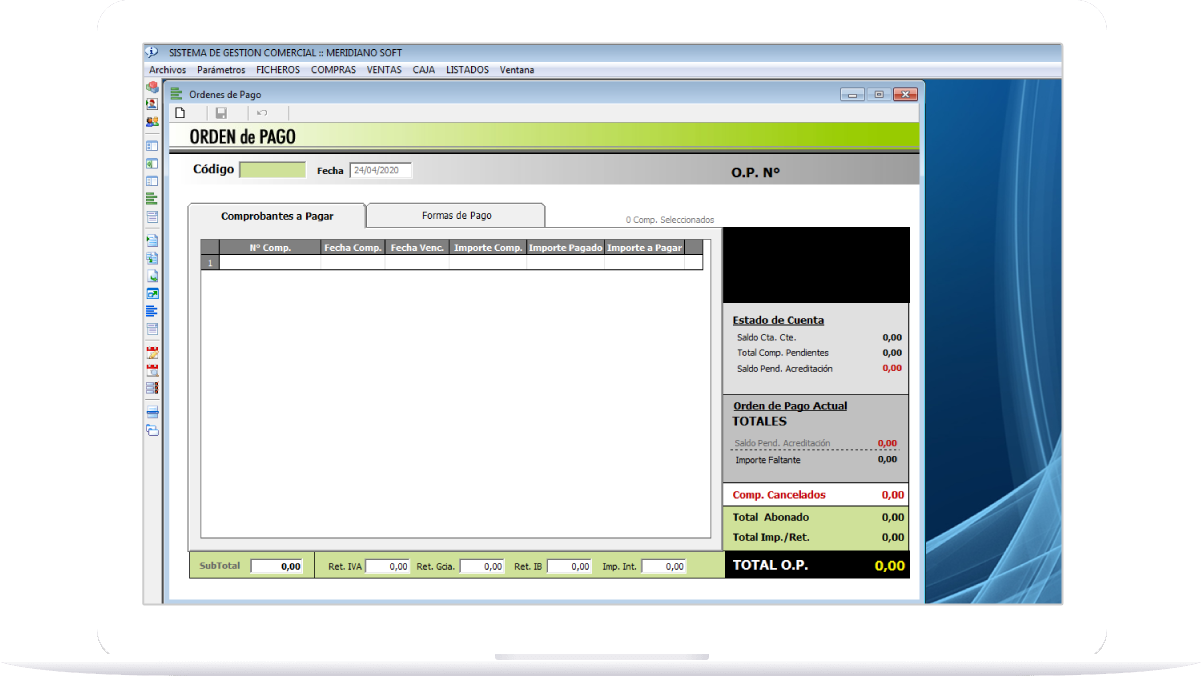 SISTEMA DE GESTION COMERCIAL :: MERIDIANO SOFT
Archivos Parámetros FICHEROS COMPRAS VENTAS CAJA LISTADOS Ventana
Ordenes de Pago
ORDEN de PAGO
Código Fecha 24/04/2020 O.P. Nº
Comprobantes a Pagar Formas de Pago 0 Comp. Seleccionados
Nº Comp. Fecha Comp. Fecha Venc. Importe Comp. Importe Pagado Importe a Pagar
1
Estado de Cuenta
Saldo Cta. Cte. 0,00
Total Comp. Pendientes 0,00
Saldo Pend. Acreditación 0,00
Orden de Pago Actual
TOTALES
Saldo Pend. Acreditación 0,00
Importe Faltante 0,00
Comp. Cancelados 0,00
Total Abonado 0,00
Total Imp./Ret. 0,00
SubTotal 0,00 Ret. IVA 0,00 Ret. Gcia. 0,00 Ret. IB 0,00 Imp. Int. 0,00
TOTAL O.P. 0,00